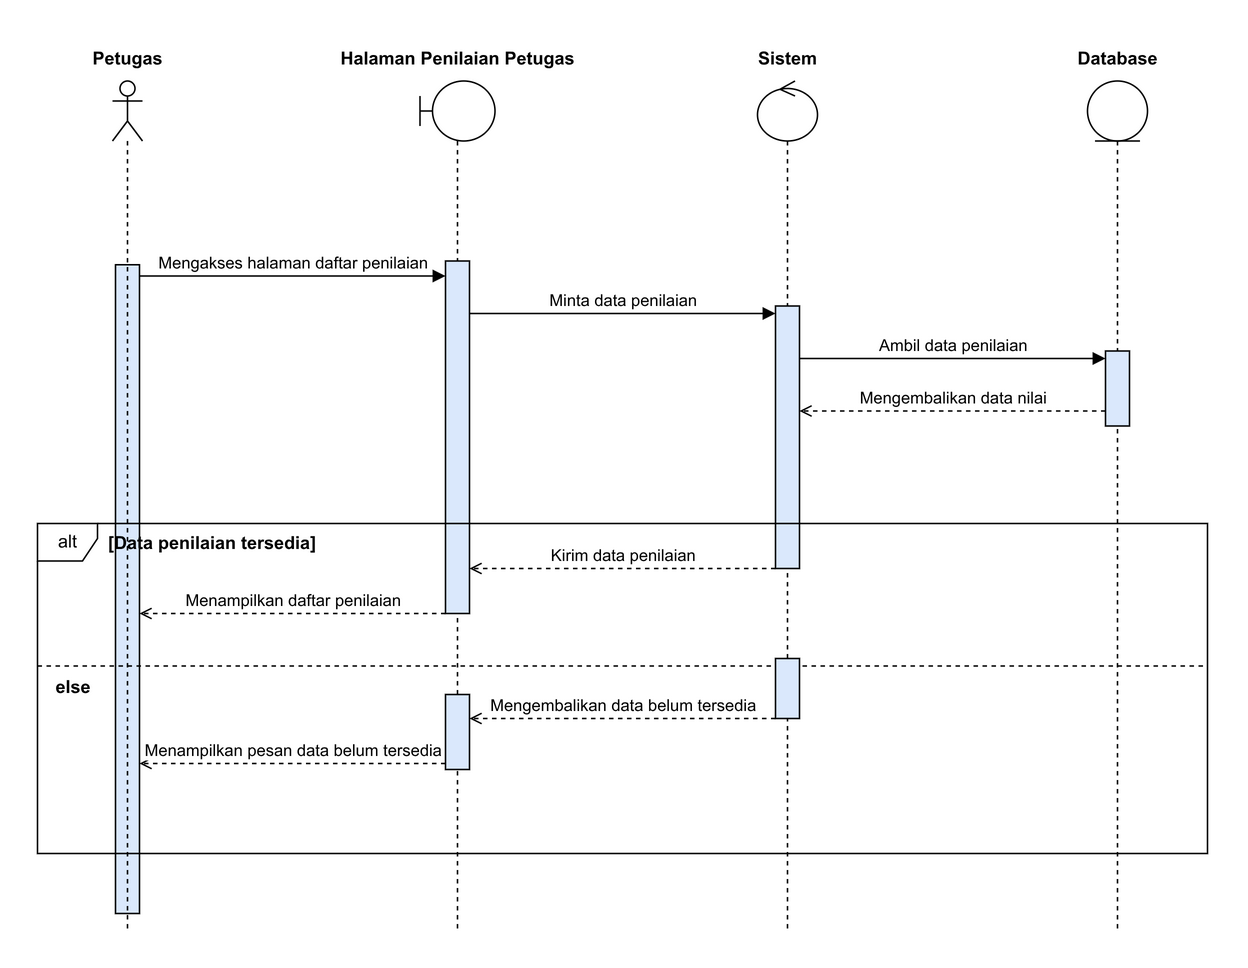 Petugas
Halaman Penilaian Petugas
Sistem
Database
Mengakses halaman daftar penilaian
Minta data penilaian
Ambil data penilaian
Mengembalikan data nilai
alt
[Data penilaian tersedia]
Kirim data penilaian
Menampilkan daftar penilaian
else
Mengembalikan data belum tersedia
Menampilkan pesan data belum tersedia